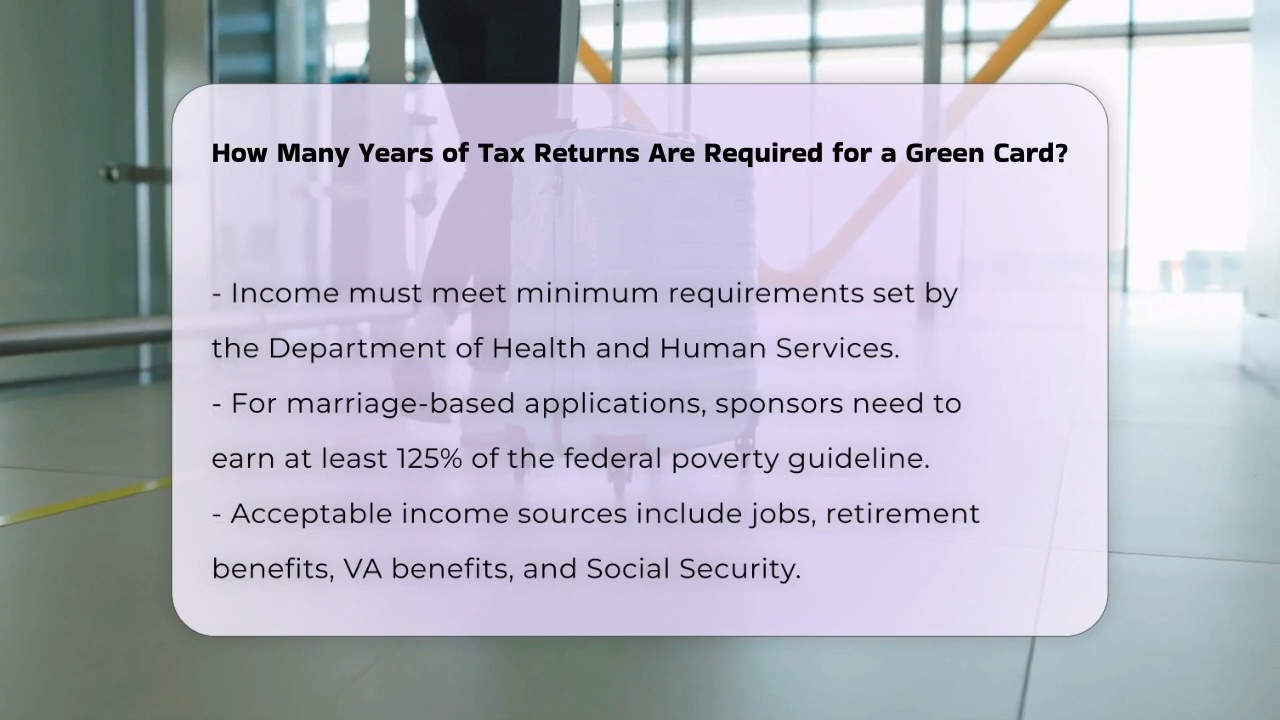 How Many Years of Tax Returns Are Required for a Green Card?
- Income must meet minimum requirements set by
the Department of Health and Human Services.
- For marriage-based applications, sponsors need to
earn at least 125% of the federal poverty guideline.
- Acceptable income sources include jobs, retirement
benefits, VA benefits, and Social Security.